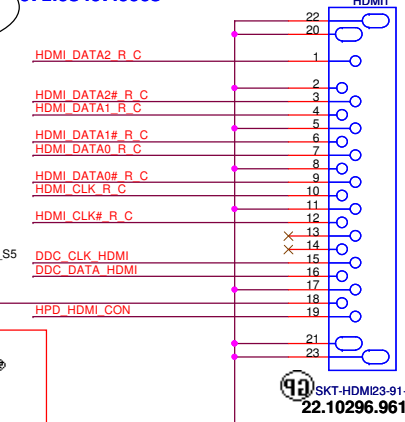 HDMI1
22
20
HDMI_DATA2_R_C 1
2
HDMI_DATA2#_R_C 3
HDMI_DATA1_R_C 4
5
HDMI_DATA1#_R_C 6
HDMI_DATA0_R_C 7
8
HDMI_DATA0#_R_C 9
HDMI_CLK_R_C 10
11
HDMI_CLK#_R_C 12
13
14
_S5 DDC_CLK_HDMI 15
DDC_DATA_HDMI 16
17
18
HPD_HDMI_CON 19
21
23
SKT-HDMI23-91-
22.10296.961